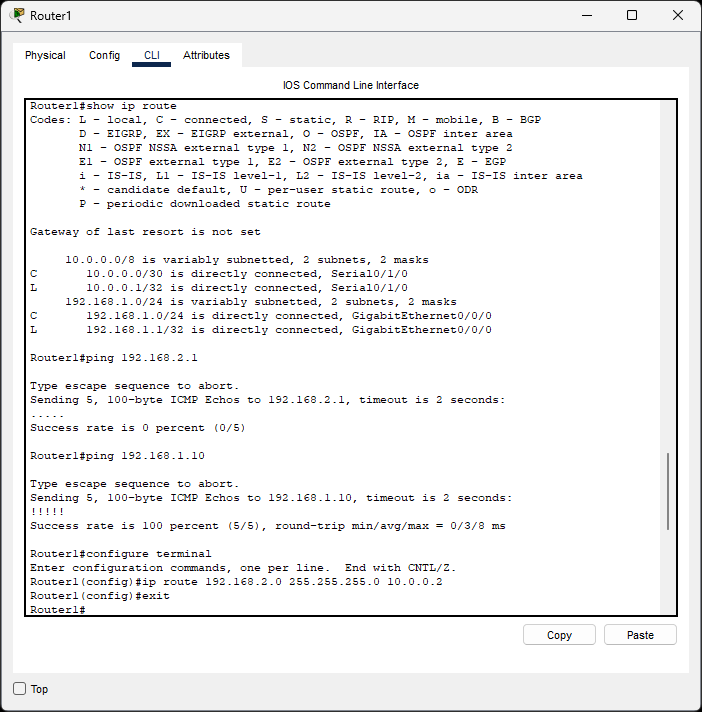 Router1
Physical Config CLI Attributes
IOS Command Line Interface
Router1#show ip route
Codes: L - local, C - connected, S - static, R - RIP, M - mobile, B - BGP
       D - EIGRP, EX - EIGRP external, O - OSPF, IA - OSPF inter area
       N1 - OSPF NSSA external type 1, N2 - OSPF NSSA external type 2
       E1 - OSPF external type 1, E2 - OSPF external type 2, E - EGP
       i - IS-IS, L1 - IS-IS level-1, L2 - IS-IS level-2, ia - IS-IS inter area
       * - candidate default, U - per-user static route, o - ODR
       P - periodic downloaded static route

Gateway of last resort is not set

     10.0.0.0/8 is variably subnetted, 2 subnets, 2 masks
C       10.0.0.0/30 is directly connected, Serial0/1/0
L       10.0.0.1/32 is directly connected, Serial0/1/0
     192.168.1.0/24 is variably subnetted, 2 subnets, 2 masks
C       192.168.1.0/24 is directly connected, GigabitEthernet0/0/0
L       192.168.1.1/32 is directly connected, GigabitEthernet0/0/0

Router1#ping 192.168.2.1

Type escape sequence to abort.
Sending 5, 100-byte ICMP Echos to 192.168.2.1, timeout is 2 seconds:
.....
Success rate is 0 percent (0/5)

Router1#ping 192.168.1.10

Type escape sequence to abort.
Sending 5, 100-byte ICMP Echos to 192.168.1.10, timeout is 2 seconds:
!!!!!
Success rate is 100 percent (5/5), round-trip min/avg/max = 0/3/8 ms

Router1#configure terminal
Enter configuration commands, one per line.  End with CNTL/Z.
Router1(config)#ip route 192.168.2.0 255.255.255.0 10.0.0.2
Router1(config)#exit
Router1#
Copy Paste
Top